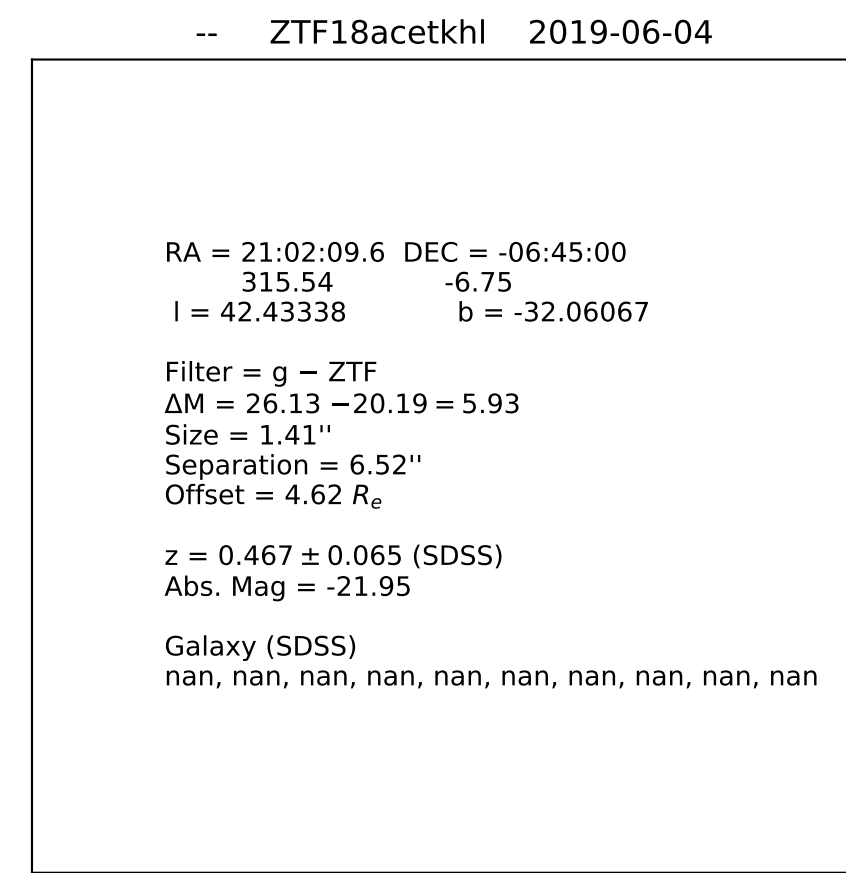 -- ZTF18acetkhl 2019-06-04
RA = 21:02:09.6 DEC = -06:45:00
315.54 -6.75
l = 42.43338 b = -32.06067
Filter = g − ZTF
ΔM = 26.13 −20.19 = 5.93
Size = 1.41''
Separation = 6.52''
Offset = 4.62 Rₑ
z = 0.467 ± 0.065 (SDSS)
Abs. Mag = -21.95
Galaxy (SDSS)
nan, nan, nan, nan, nan, nan, nan, nan, nan, nan